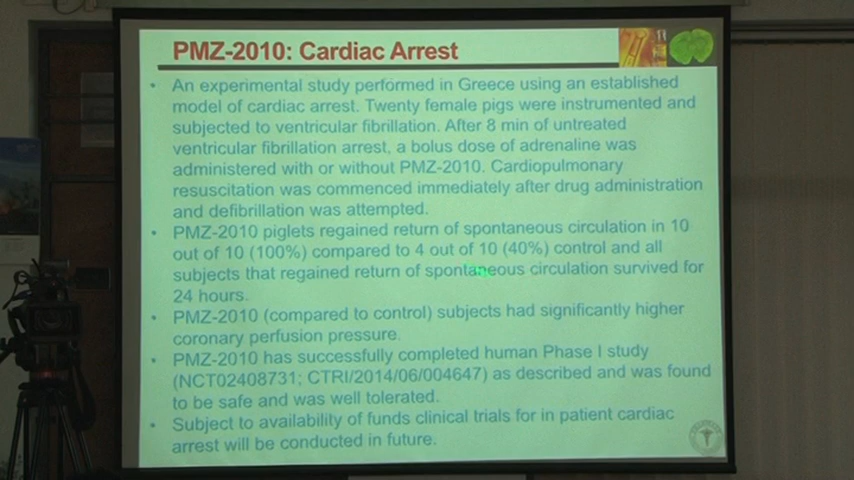 PMZ-2010: Cardiac Arrest
• An experimental study performed in Greece using an established
model of cardiac arrest. Twenty female pigs were instrumented and
subjected to ventricular fibrillation. After 8 min of untreated
ventricular fibrillation arrest, a bolus dose of adrenaline was
administered with or without PMZ-2010. Cardiopulmonary
resuscitation was commenced immediately after drug administration
and defibrillation was attempted.
• PMZ-2010 piglets regained return of spontaneous circulation in 10
out of 10 (100%) compared to 4 out of 10 (40%) control and all
subjects that regained return of spontaneous circulation survived for
24 hours.
• PMZ-2010 (compared to control) subjects had significantly higher
coronary perfusion pressure.
• PMZ-2010 has successfully completed human Phase I study
(NCT02408731; CTRI/2014/06/004647) as described and was found
to be safe and was well tolerated.
• Subject to availability of funds clinical trials for in patient cardiac
arrest will be conducted in future.